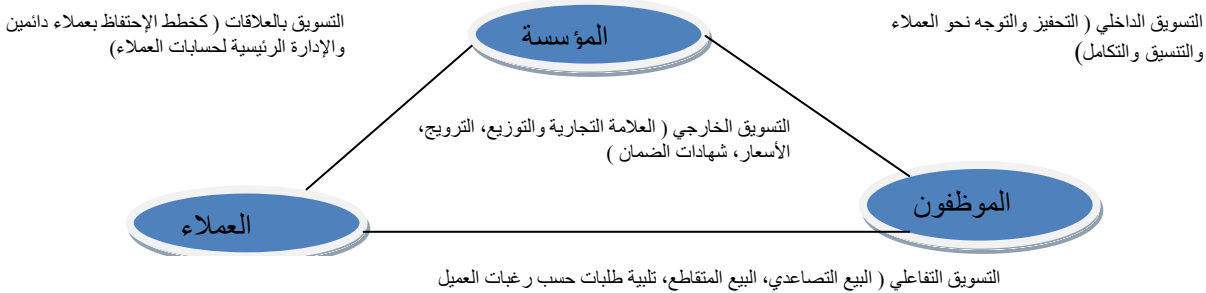 التسويق الداخلي ( التحفيز والتوجه نحو العملاء
والتنسيق والتكامل)
المؤسسة
التسويق بالعلاقات ( كخطط الإحتفاظ بعملاء دائمين
والإدارة الرئيسية لحسابات العملاء)
التسويق الخارجي ( العلامة التجارية والتوزيع، الترويج،
الأسعار، شهادات الضمان )
الموظفون
العملاء
التسويق التفاعلي ( البيع التصاعدي، البيع المتقاطع، تلبية طلبات حسب رغبات العميل